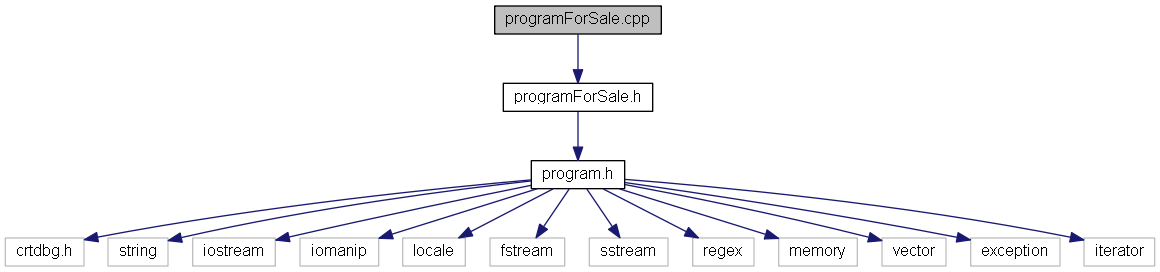 programForSale.cpp
programForSale.h
program.h
crtdbg.h
string
iostream
iomanip
locale
fstream
sstream
regex
memory
vector
exception
iterator